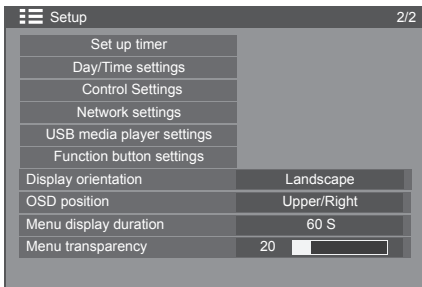 Setup 2/2
Set up timer
Day/Time settings
Control Settings
Network settings
USB media player settings
Function button settings
Display orientation Landscape
OSD position Upper/Right
Menu display duration 60 S
Menu transparency 20